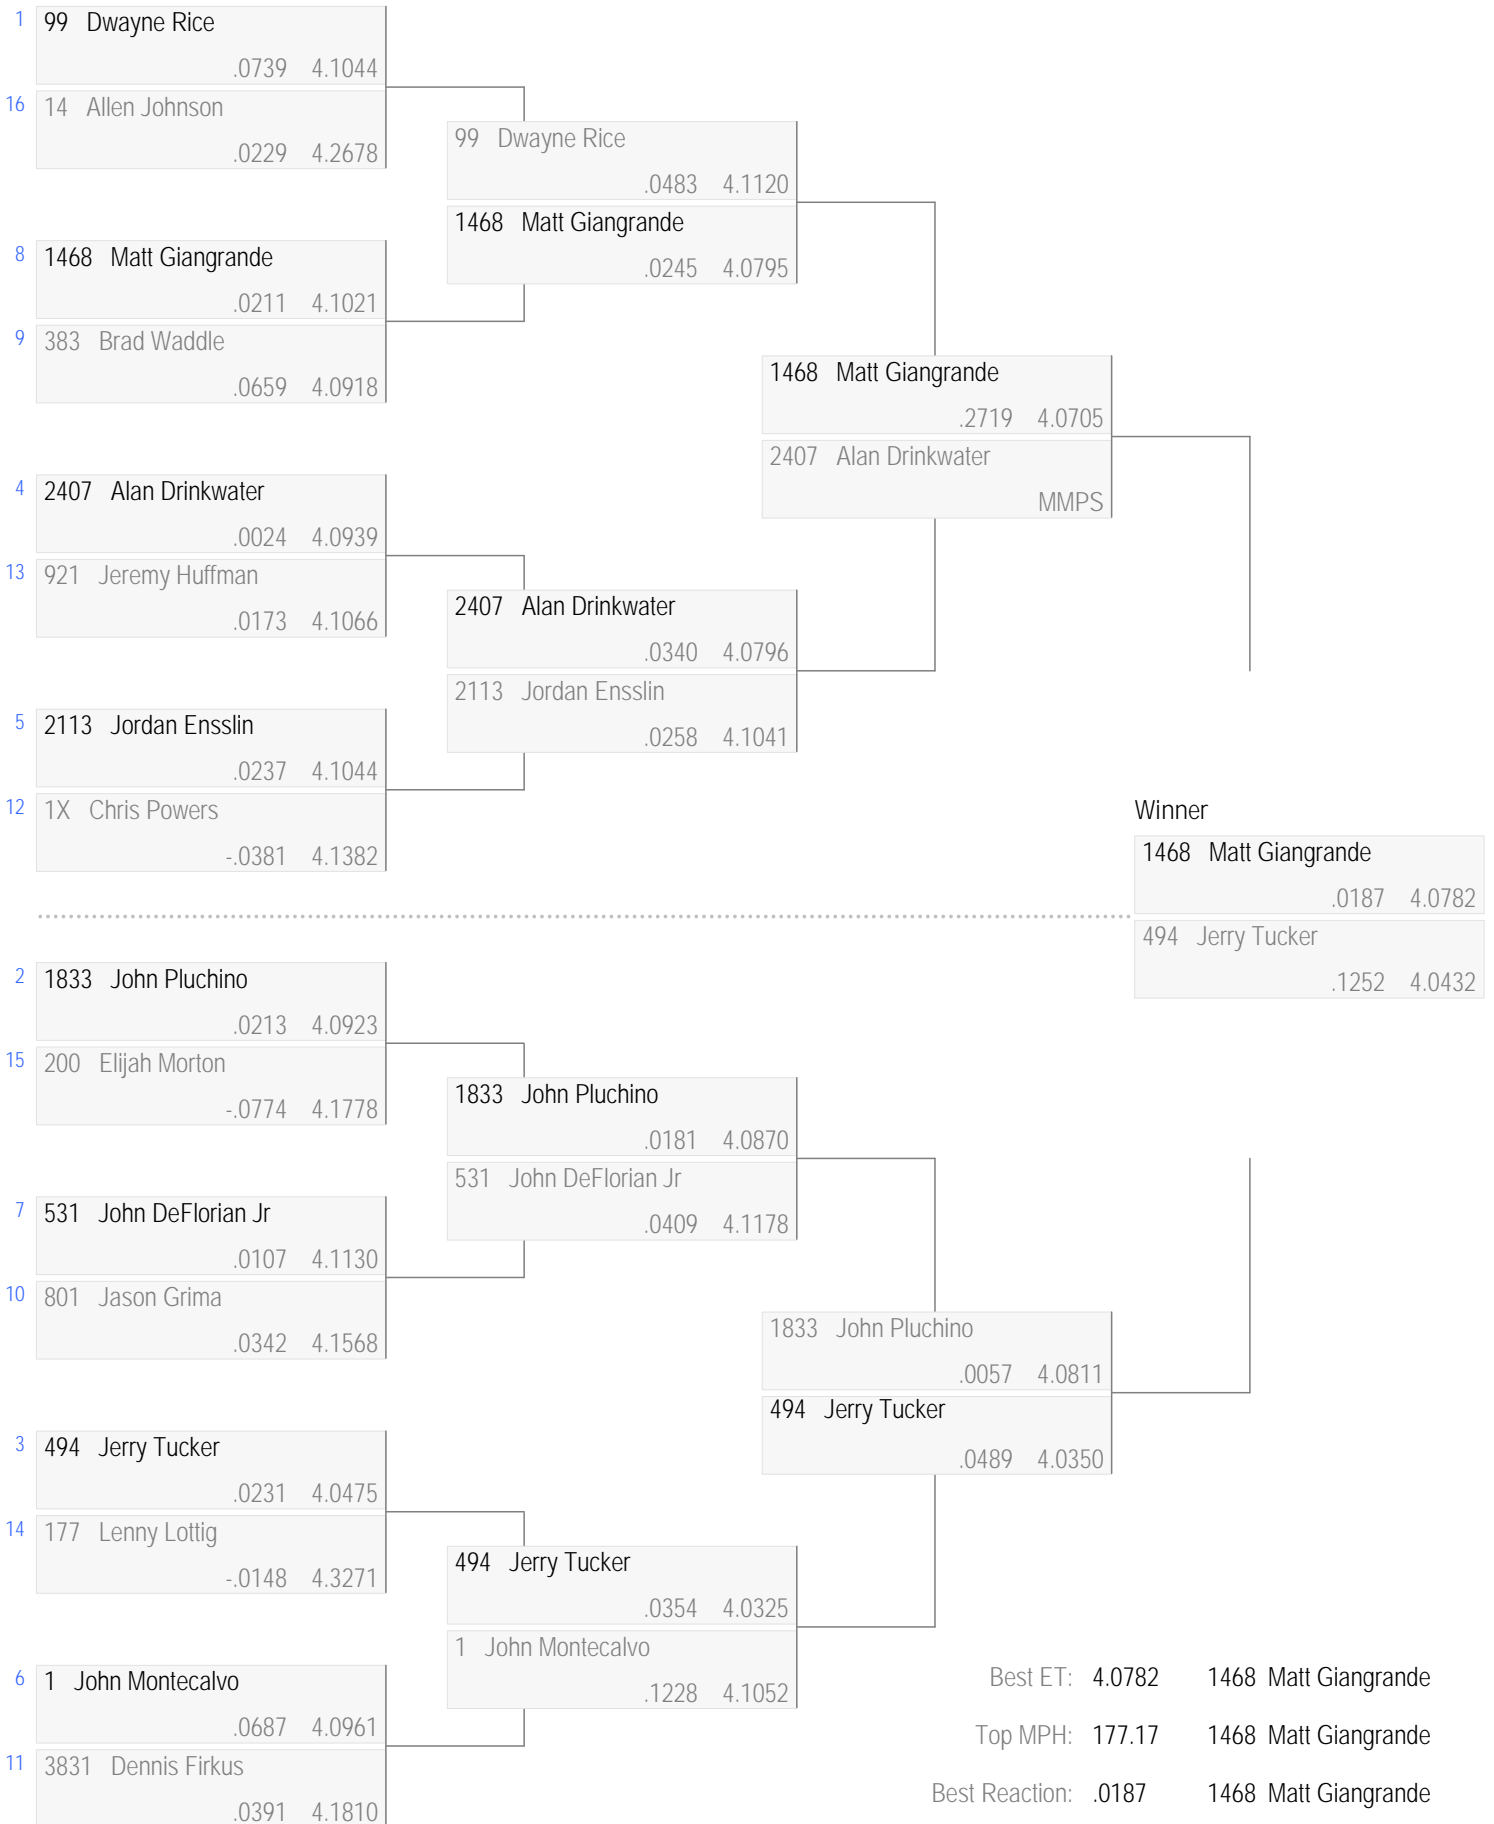 1 99 Dwayne Rice
.0739 4.1044
16 14 Allen Johnson
.0229 4.2678
8 1468 Matt Giangrande
.0211 4.1021
9 383 Brad Waddle
.0659 4.0918
4 2407 Alan Drinkwater
.0024 4.0939
13 921 Jeremy Huffman
.0173 4.1066
5 2113 Jordan Ensslin
.0237 4.1044
12 1X Chris Powers
-.0381 4.1382
2 1833 John Pluchino
.0213 4.0923
15 200 Elijah Morton
-.0774 4.1778
7 531 John DeFlorian Jr
.0107 4.1130
10 801 Jason Grima
.0342 4.1568
3 494 Jerry Tucker
.0231 4.0475
14 177 Lenny Lottig
-.0148 4.3271
6 1 John Montecalvo
.0687 4.0961
11 3831 Dennis Firkus
.0391 4.1810
99 Dwayne Rice
.0483 4.1120
1468 Matt Giangrande
.0245 4.0795
2407 Alan Drinkwater
.0340 4.0796
2113 Jordan Ensslin
.0258 4.1041
1833 John Pluchino
.0181 4.0870
531 John DeFlorian Jr
.0409 4.1178
494 Jerry Tucker
.0354 4.0325
1 John Montecalvo
.1228 4.1052
1468 Matt Giangrande
.2719 4.0705
2407 Alan Drinkwater
MMPS
1833 John Pluchino
.0057 4.0811
494 Jerry Tucker
.0489 4.0350
Winner
1468 Matt Giangrande
.0187 4.0782
494 Jerry Tucker
.1252 4.0432
Best ET: 4.0782 1468 Matt Giangrande
Top MPH: 177.17 1468 Matt Giangrande
Best Reaction: .0187 1468 Matt Giangrande